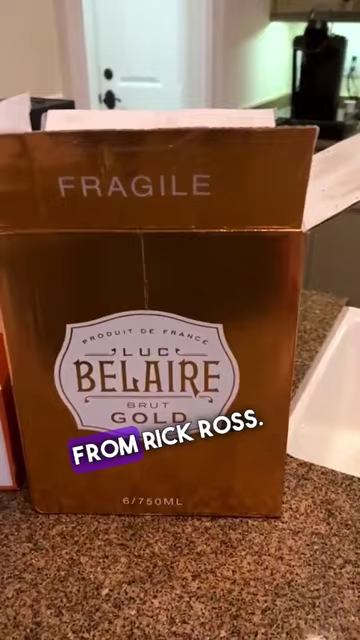 FRAGILE
PRODUIT DE FRANCE
LUC
BELAIRE
BRUT
GOLD
FROM RICK ROSS.
6/750ML